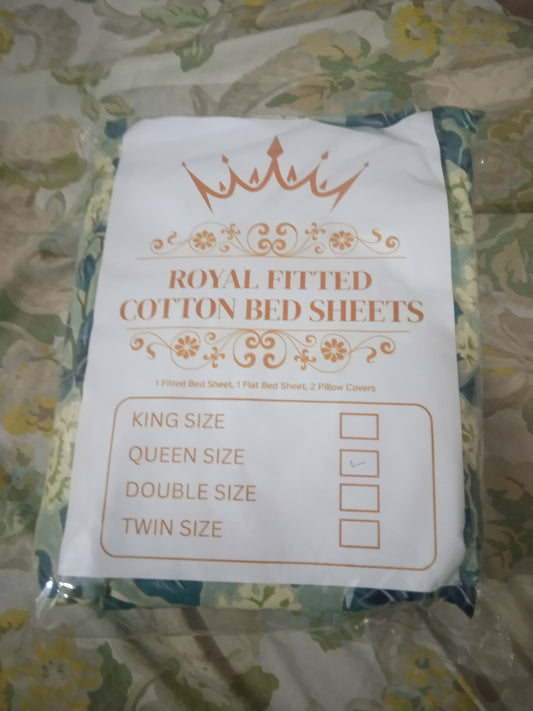 ROYAL FITTED
COTTON BED SHEETS
1 Fitted Bed Sheet, 1 Flat Bed Sheet, 2 Pillow Covers
KING SIZE
QUEEN SIZE
DOUBLE SIZE
TWIN SIZE